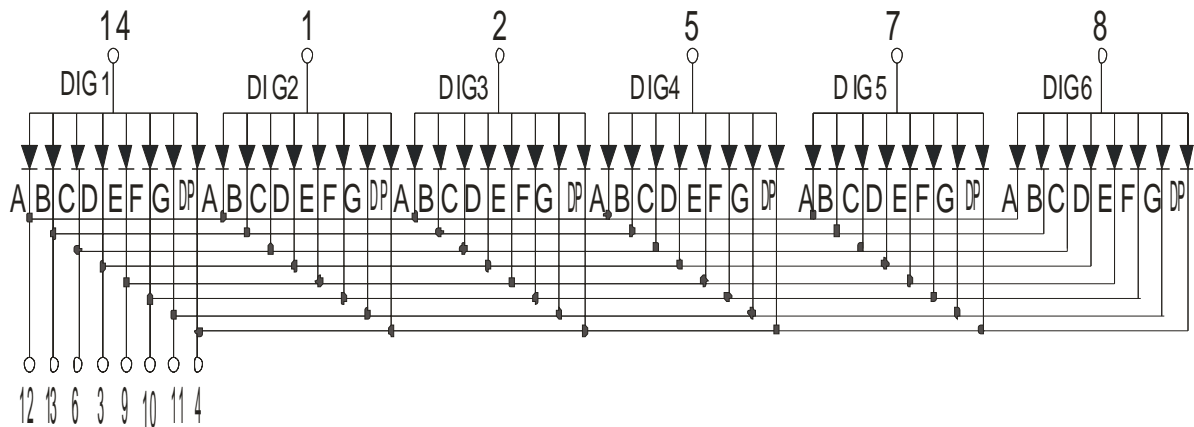 14 1 2 5 7 8
DIG1 DIG2 DIG3 DIG4 DIG5 DIG6
A B C D E F G DP A B C D E F G DP A B C D E F G DP A B C D E F G DP A B C D E F G DP A B C D E F G DP
12 13 6 3 9 10 11 4